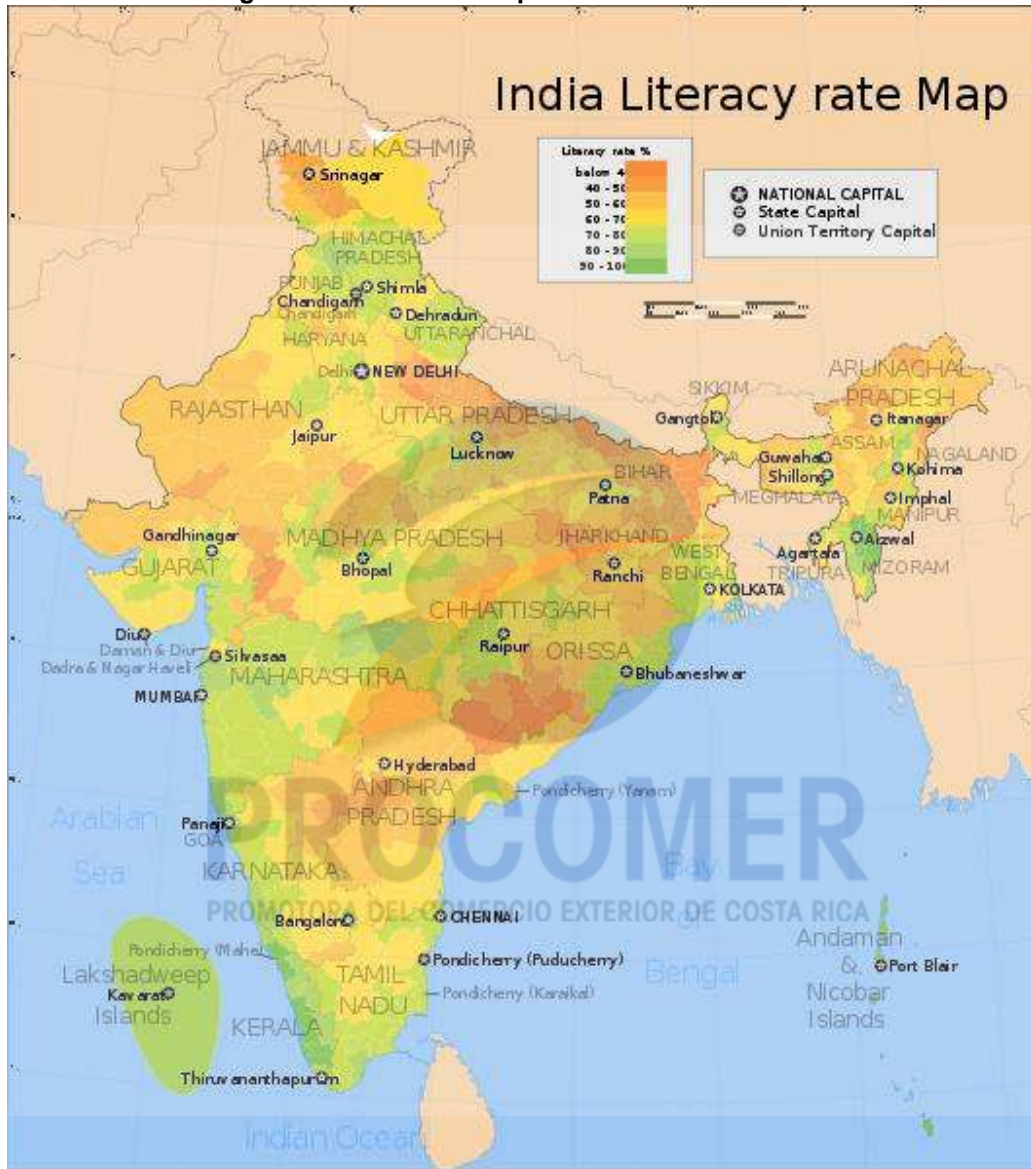 India Literacy rate Map
Literacy rate %
below 4
40 - 50
50 - 60
60 - 70
70 - 80
80 - 90
90 - 100
NATIONAL CAPITAL
State Capital
Union Territory Capital
JAMMU & KASHMIR
Srinagar
HIMACHAL
PRADESH
PUNJAB
Shimla
Chandigarh
Chandigarh
Dehradun
UTTARANCHAL
HARYANA
Delhi
NEW DELHI
RAJASTHAN
Jaipur
UTTAR PRADESH
Lucknow
SIKKIM
Gangtok
ARUNACHAL
PRADESH
Itanagar
ASSAM
NAGALAND
Guwahati
Shillong
Kohima
MEGHALAYA
Imphal
MANIPUR
BIHAR
Patna
Gandhinagar
GUJARAT
MADHYA PRADESH
Bhopal
JHARKHAND
Ranchi
WEST
BENGAL
KOLKATA
Agartala
TRIPURA
Aizwal
MIZORAM
CHHATTISGARH
Raipur
ORISSA
Bhubaneshwar
Diu
Daman & Diu
Dadra & Nagar Haveli
Silvasaa
MAHARASHTRA
MUMBAI
Hyderabad
ANDHRA
PRADESH
Pondicherry (Yanam)
PROCOMER
PROMOTORA DEL COMERCIO EXTERIOR DE COSTA RICA
Arabian
Sea
Panaji
GOA
KARNATAKA
Bangalore
CHENNAI
Bay
of
Bengal
Pondicherry (Mahe)
Pondicherry (Puducherry)
Pondicherry (Karaikal)
TAMIL
NADU
Lakshadweep
Kavarati
Islands
KERALA
Thiruvananthapuram
Andaman
&
Nicobar
Islands
Port Blair
Indian Ocean